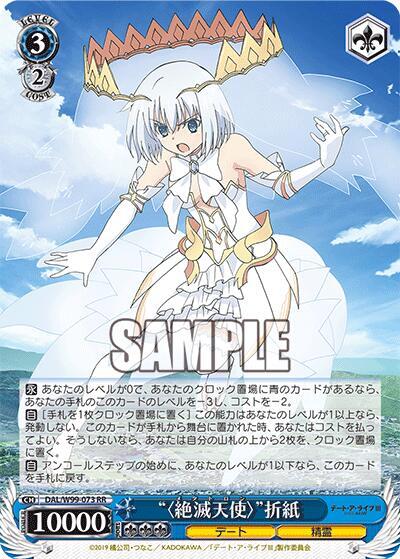 LEVEL
3
2
COST
SAMPLE
永 あなたのレベルが0で、あなたのクロック置場に青のカードがあるなら、
あなたの手札のこのカードのレベルを−3し、コストを−2。
自 [手札を1枚クロック置場に置く] この能力はあなたのレベルが1以上なら、
発動しない。このカードが手札から舞台に置かれた時、あなたはコストを払ってよい。そうしないなら、あなたは自分の山札の上から2枚を、クロック置場に置く。
自 アンコールステップの始めに、あなたのレベルが1以上なら、あなたは
このカードを手札に戻す。
CH DAL/W99-073 RR
10000
“〈絶滅天使〉”折紙
デート・ア・ライブⅢ
デート
精霊
©2019 橘公司・つなこ／KADOKAWA／「デート・ア・ライブⅢ」製作委員会